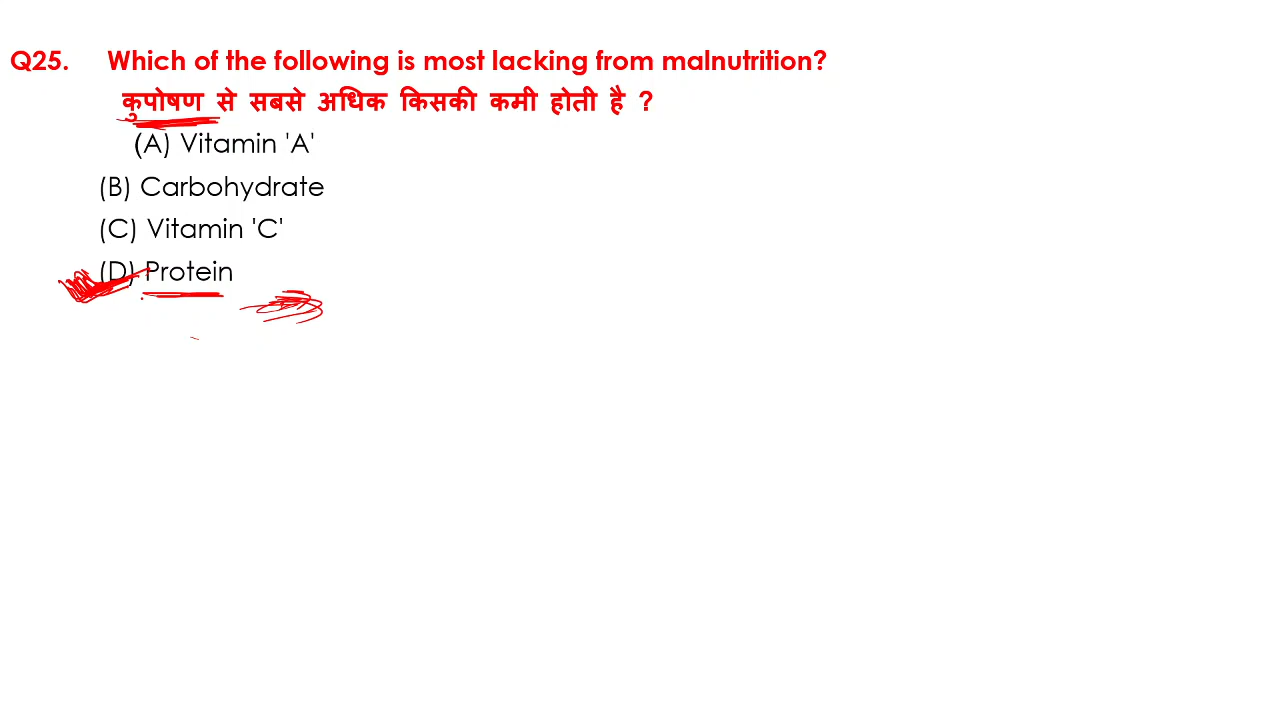 Q25. Which of the following is most lacking from malnutrition?
कुपोषण से सबसे अधिक किसकी कमी होती है ?
(A) Vitamin 'A'
(B) Carbohydrate
(C) Vitamin 'C'
(D) Protein